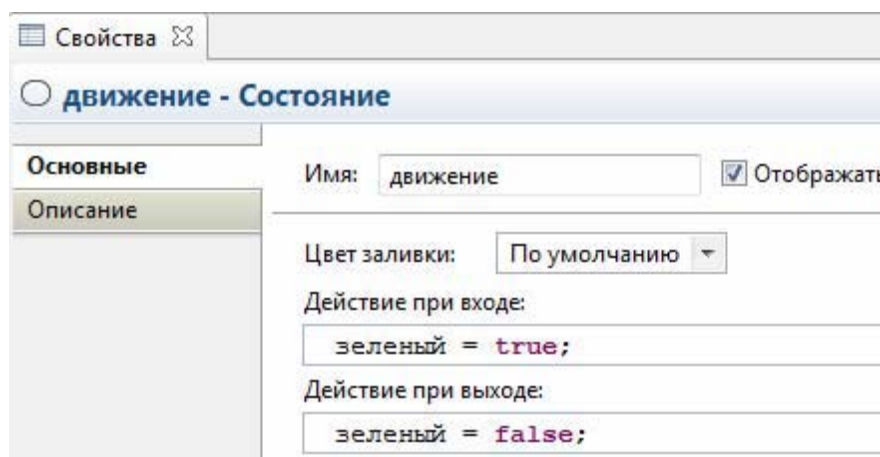 Свойства
движение - Состояние
Основные
Описание
Имя: движение Отображать
Цвет заливки: По умолчанию
Действие при входе:
зеленый = true;
Действие при выходе:
зеленый = false;